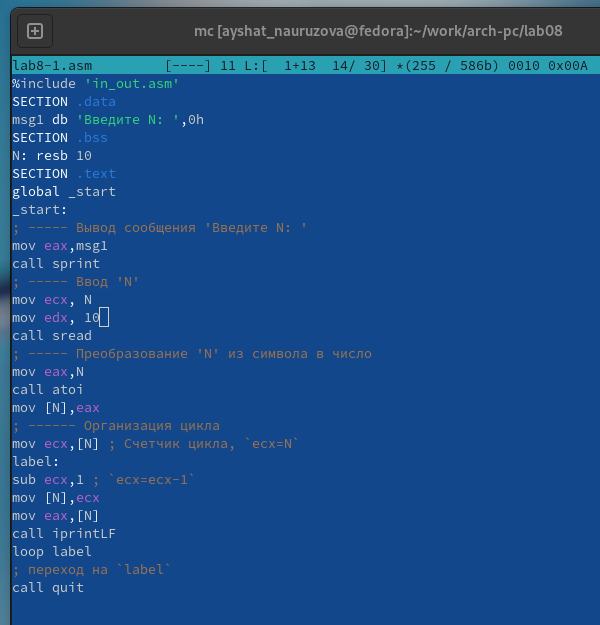 mc [ayshat_nauruzova@fedora]:~/work/arch-pc/lab08
lab8-1.asm [----] 11 L:[ 1+13 14/ 30] *(255 / 586b) 0010 0x00A
%include 'in_out.asm'
SECTION .data
msg1 db 'Введите N: ',0h
SECTION .bss
N: resb 10
SECTION .text
global _start
_start:
; ----- Вывод сообщения 'Введите N: '
mov eax,msg1
call sprint
; ----- Ввод 'N'
mov ecx, N
mov edx, 10
call sread
; ----- Преобразование 'N' из символа в число
mov eax,N
call atoi
mov [N],eax
; ------ Организация цикла
mov ecx,[N] ; Счетчик цикла, `ecx=N`
label:
sub ecx,1 ; `ecx=ecx-1`
mov [N],ecx
mov eax,[N]
call iprintLF
loop label
; переход на `label`
call quit